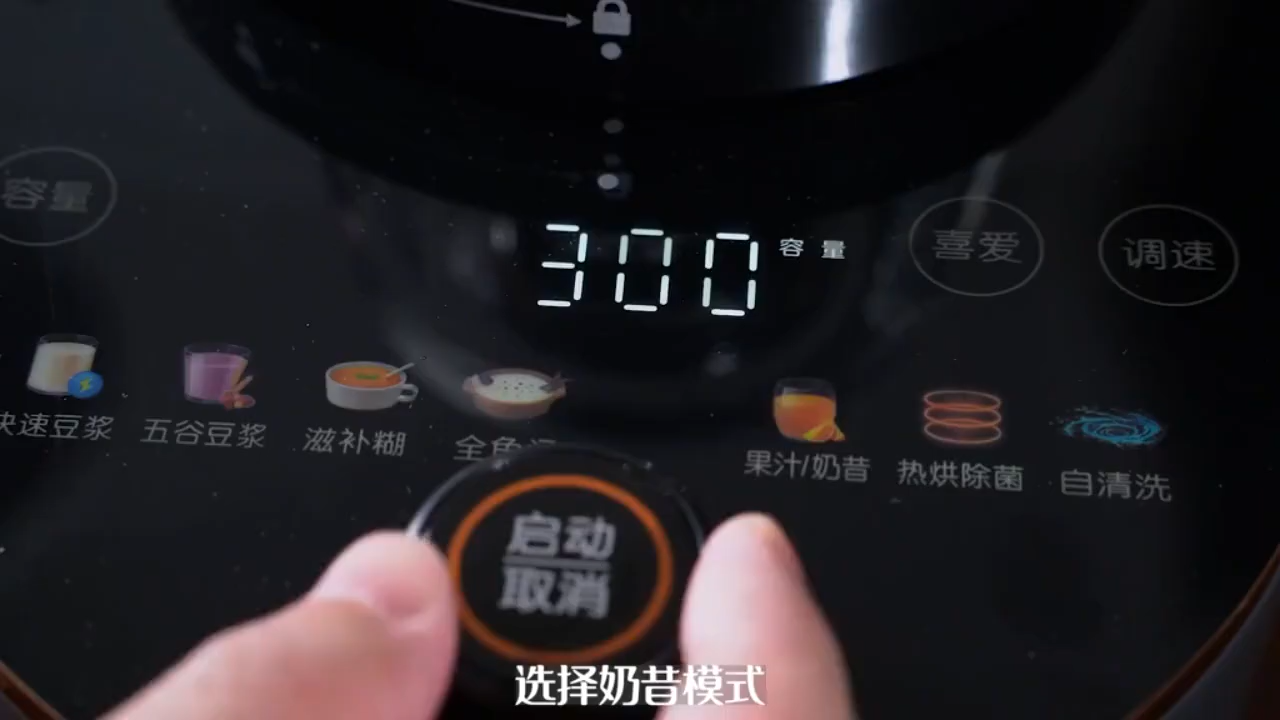 容量
300 容量
喜爱
调速
快速豆浆
五谷豆浆
滋补糊
全鱼
果汁/奶昔
热烘除菌
自清洗
启动
取消
选择奶昔模式